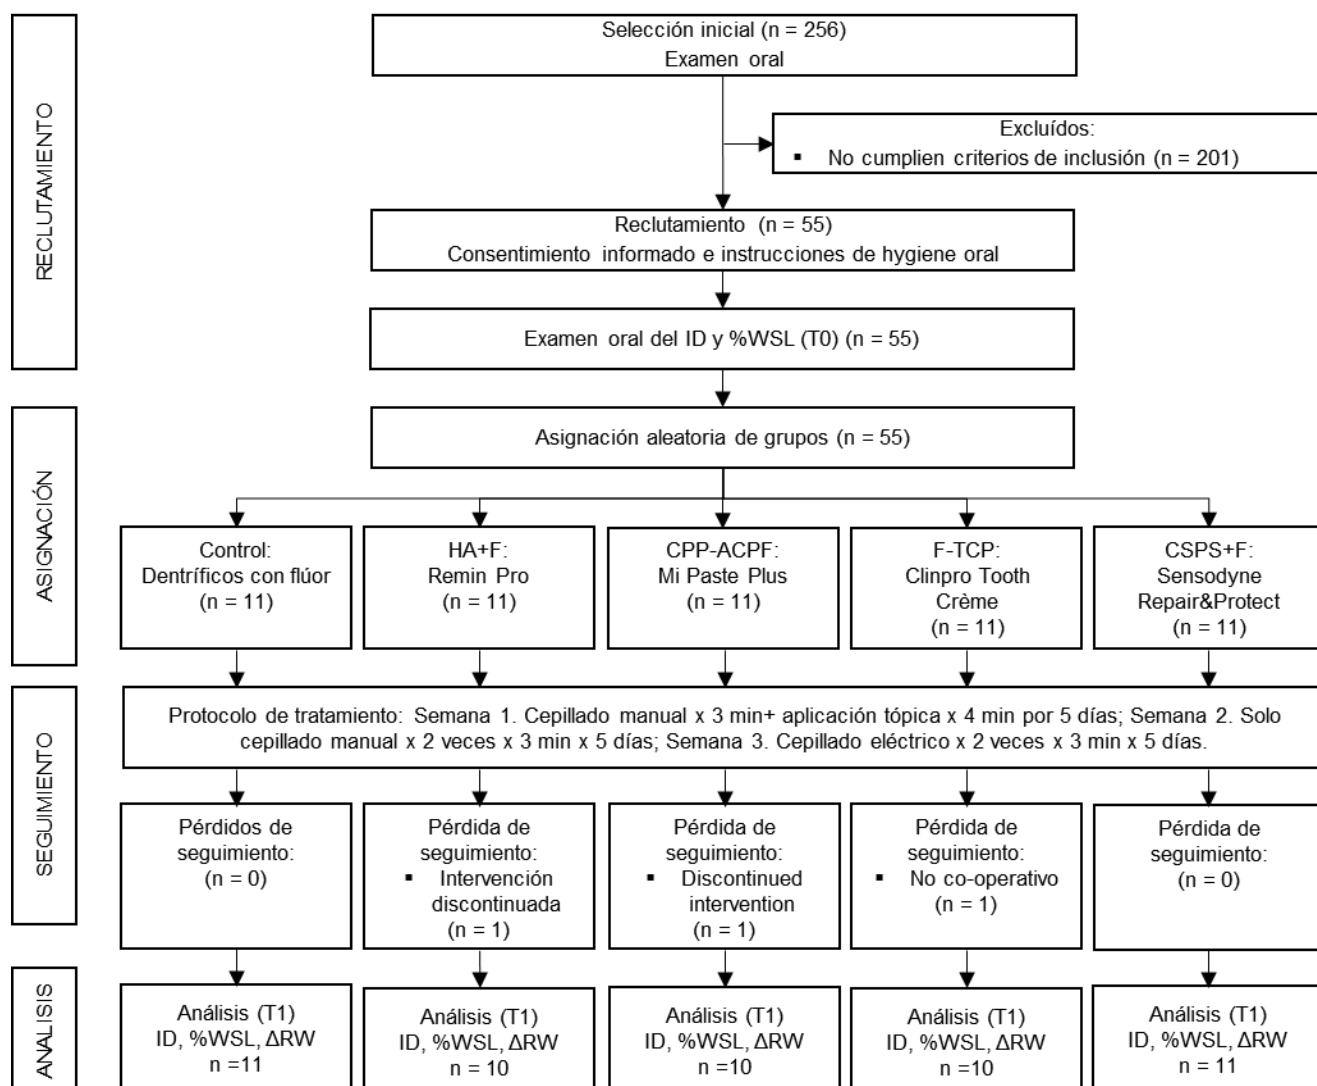 RECLUTAMIENTO
Selección inicial (n = 256)
Examen oral
Excluídos:
▪ No cumplien criterios de inclusión (n = 201)
Reclutamiento (n = 55)
Consentimiento informado e instrucciones de hygiene oral
Examen oral del ID y %WSL (T0) (n = 55)
ASIGNACIÓN
Asignación aleatoria de grupos (n = 55)
Control:
Dentríficos con flúor
(n = 11)
HA+F:
Remin Pro
(n = 11)
CPP-ACPF:
Mi Paste Plus
(n = 11)
F-TCP:
Clinpro Tooth
Crème
(n = 11)
CSPS+F:
Sensodyne
Repair&Protect
(n = 11)
SEGUIMIENTO
Protocolo de tratamiento: Semana 1. Cepillado manual x 3 min+ aplicación tópica x 4 min por 5 días; Semana 2. Solo
cepillado manual x 2 veces x 3 min x 5 días; Semana 3. Cepillado eléctrico x 2 veces x 3 min x 5 días.
Pérdidos de
seguimiento:
(n = 0)
Pérdida de
seguimiento:
▪ Intervención
discontinuada
(n = 1)
Pérdida de
seguimiento:
▪ Discontinued
intervention
(n = 1)
Pérdida de
seguimiento:
▪ No co-operativo
(n = 1)
Pérdida de
seguimiento:
(n = 0)
ANALISIS
Análisis (T1)
ID, %WSL, ΔRW
n =11
Análisis (T1)
ID, %WSL, ΔRW
n = 10
Análisis (T1)
ID, %WSL, ΔRW
n =10
Análisis (T1)
ID, %WSL, ΔRW
n =10
Análisis (T1)
ID, %WSL, ΔRW
n = 11